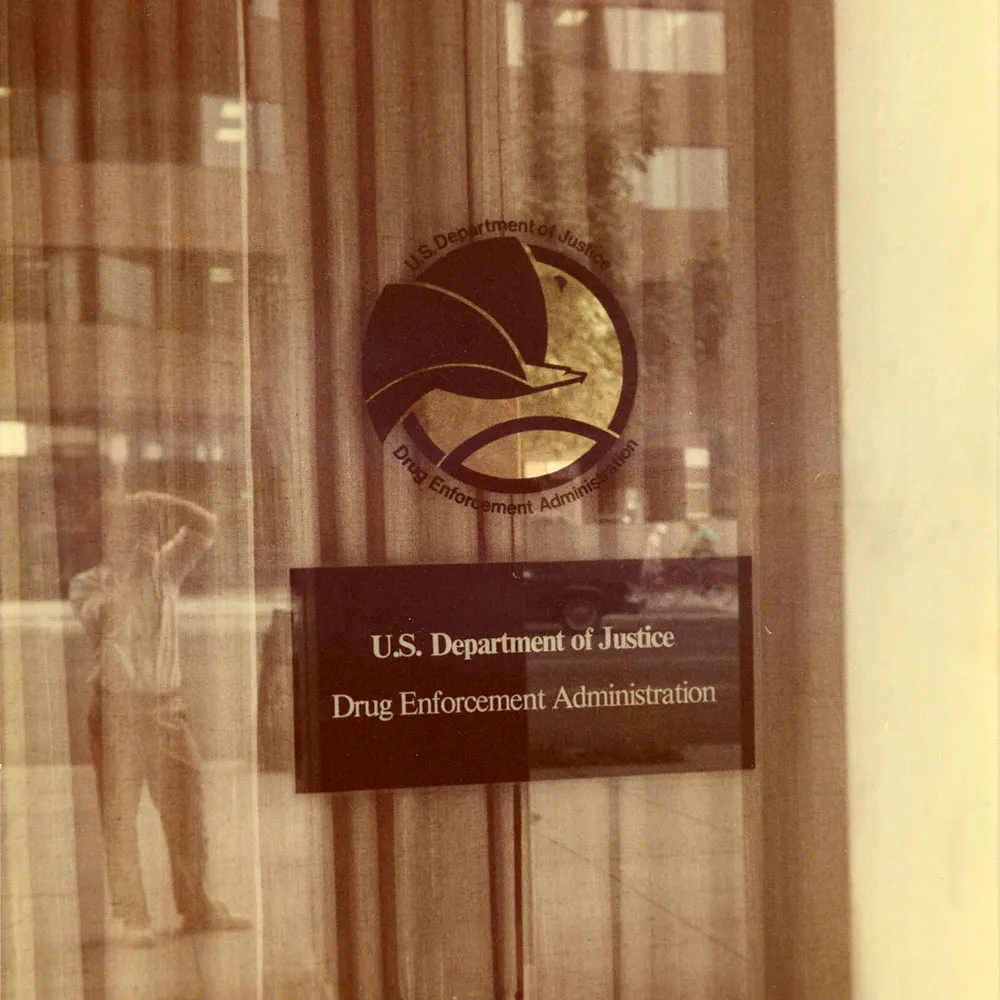 U.S. Department of Justice
Drug Enforcement Administration
U.S. Department of Justice
Drug Enforcement Administration